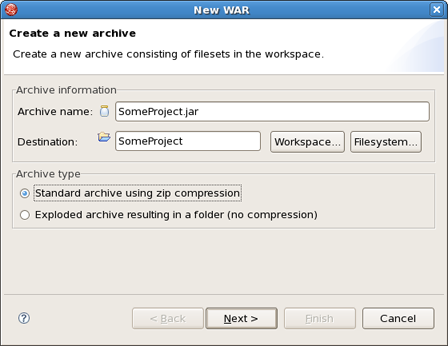 New WAR
Create a new archive
Create a new archive consisting of filesets in the workspace.
Archive information
Archive name: SomeProject.jar
Destination: SomeProject Workspace... Filesystem...
Archive type
Standard archive using zip compression
Exploded archive resulting in a folder (no compression)
? < Back Next > Finish Cancel